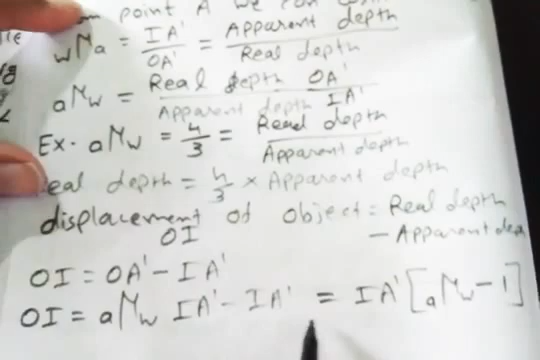 point A we can
wμa = IA'/OA' = Apparent depth/Real depth
aμw = Real depth OA'/Apparent depth IA'
Ex. aμw = 4/3 = Real depth/Apparent depth
eal depth = 4/3 × Apparent depth
displacement of object = Real depth
OI - Apparent dep
OI = OA' - IA'
OI = aμw IA' - IA' = IA' [aμw - 1]